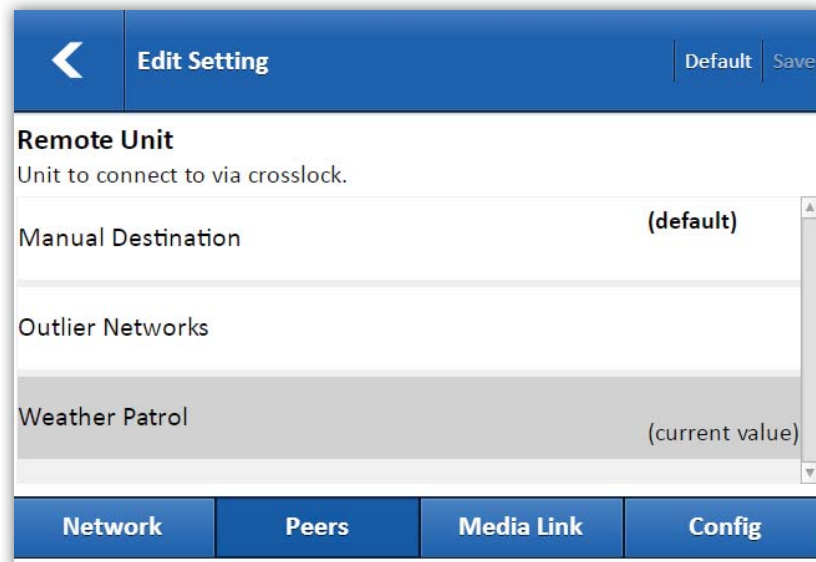 Edit Setting
Default
Save
Remote Unit
Unit to connect to via crosslock.
Manual Destination
(default)
Outlier Networks
Weather Patrol
(current value)
Network
Peers
Media Link
Config